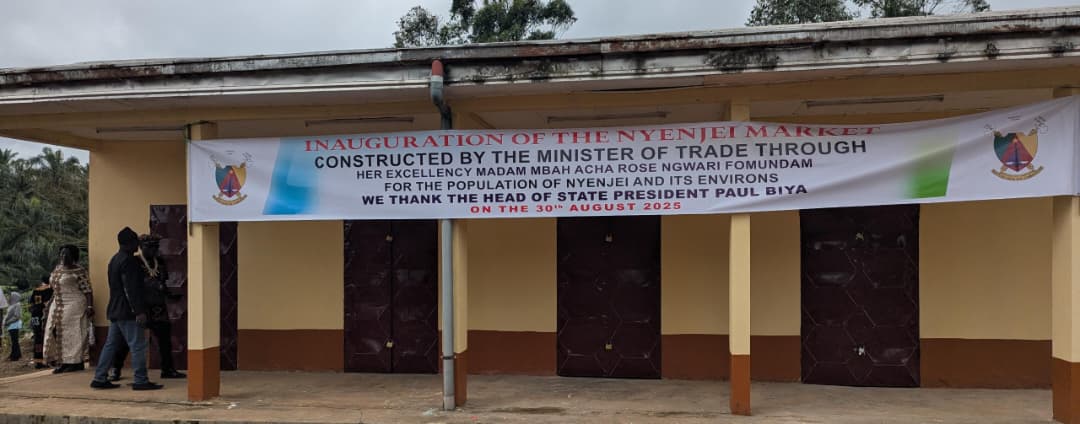 INAUGURATION OF THE NYENJEI MARKET
CONSTRUCTED BY THE MINISTER OF TRADE THROUGH
HER EXCELLENCY MADAM MBAH ACHA ROSE NGWARI FOMUNDAM
FOR THE POPULATION OF NYENJEI AND ITS ENVIRONS
WE THANK THE HEAD OF STATE PRESIDENT PAUL BIYA
ON THE 30TH AUGUST 2025